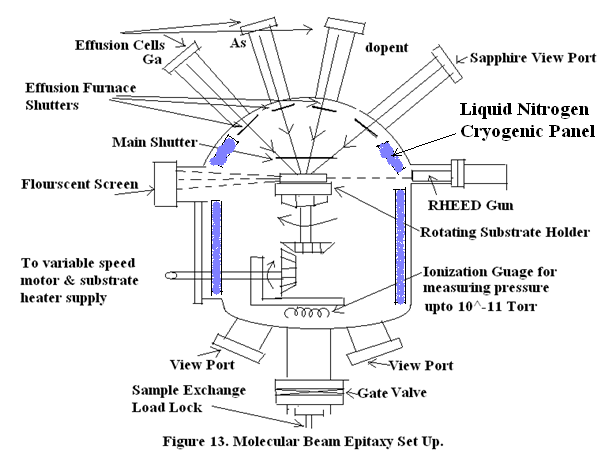 Effusion Cells
Ga
As
dopent
Sapphire View Port
Effusion Furnace
Shutters
Liquid Nitrogen
Cryogenic Panel
Main Shutter
Flourscent Screen
RHEED Gun
Rotating Substrate Holder
To variable speed
motor & substrate
heater supply
Ionization Guage for
measuring pressure
upto 10^-11 Torr
View Port
View Port
Sample Exchange
Load Lock
Gate Valve
Figure 13. Molecular Beam Epitaxy Set Up.